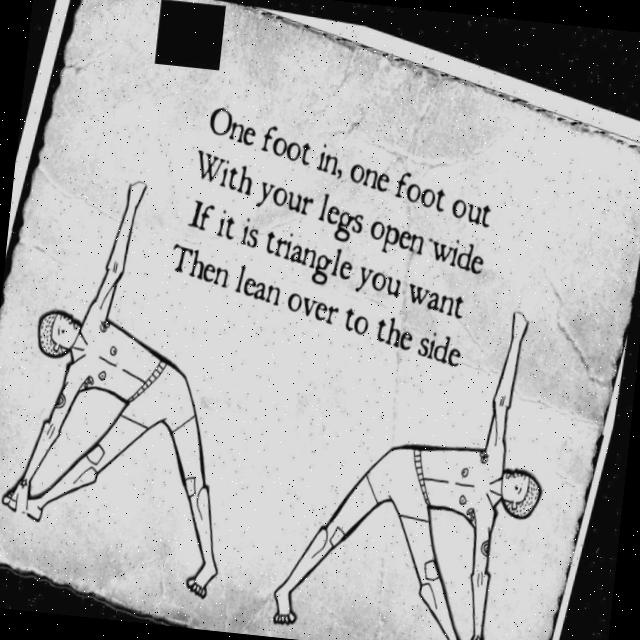 One foot in, one foot out
With your legs open wide
If it is triangle you want
Then lean over to the side